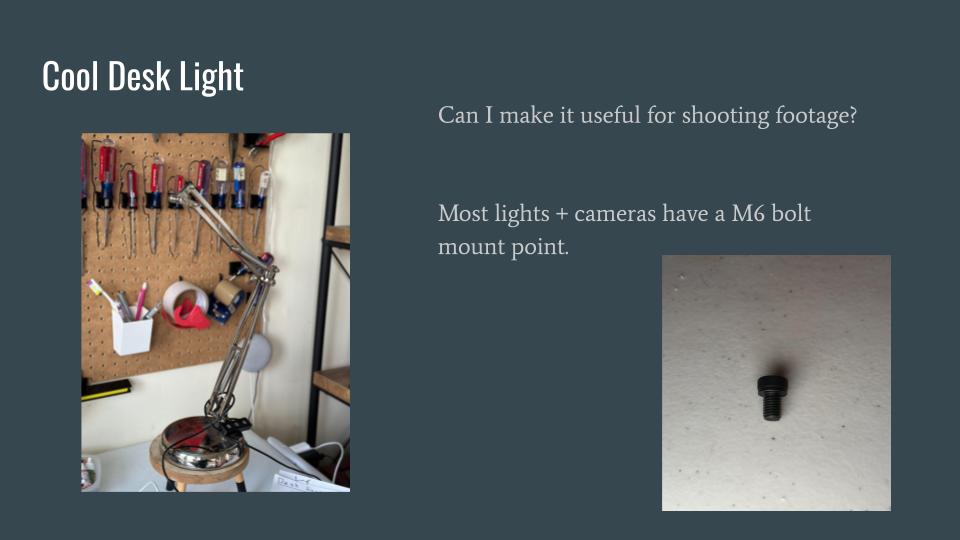 Cool Desk Light
Can I make it useful for shooting footage?
Most lights + cameras have a M6 bolt
mount point.